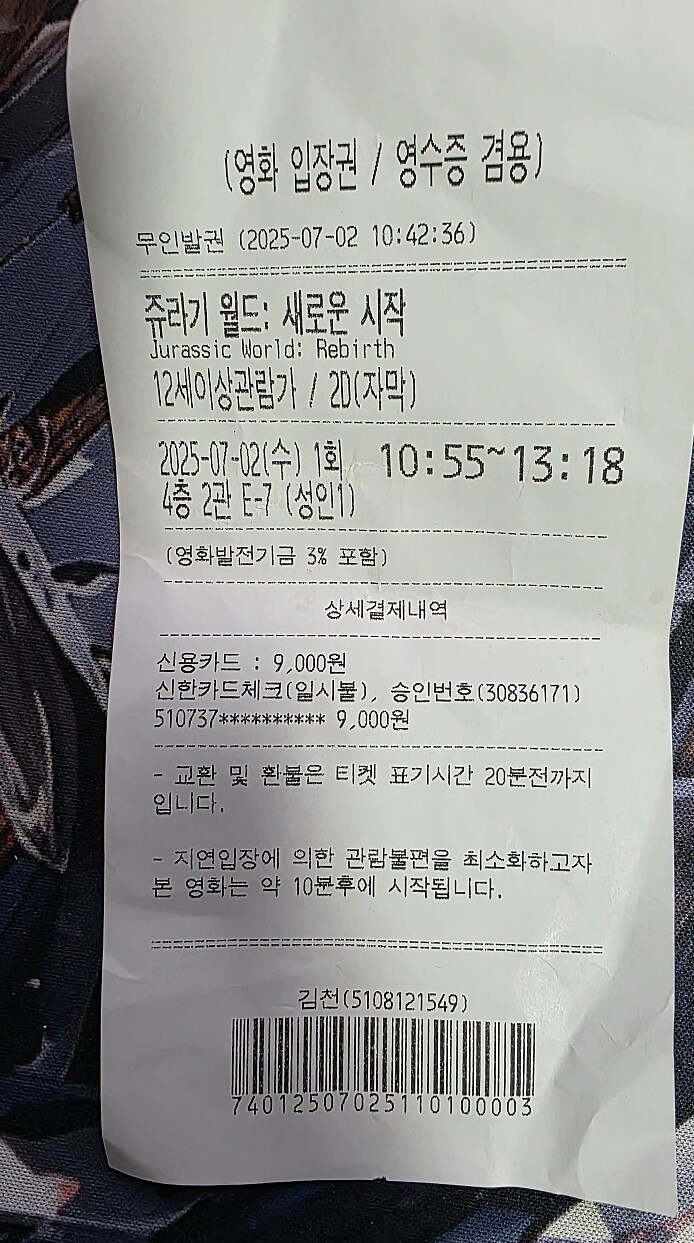 (영화 입장권 / 영수증 겸용)
무인발권 (2025-07-02 10:42:36)
쥬라기 월드: 새로운 시작
Jurassic World: Rebirth
12세이상관람가 / 2D(자막)
2025-07-02(수) 1회 10:55~13:18
4층 2관 E-7 (성인1)
(영화발전기금 3% 포함)
상세결제내역
신용카드 : 9,000원
신한카드체크(일시불), 승인번호(30836171)
510737********** 9,000원
- 교환 및 환불은 티켓 표기시간 20분전까지
입니다.
- 지연입장에 의한 관람불편을 최소화하고자
본 영화는 약 10분후에 시작됩니다.
김천(5108121549)
74012507025110100003